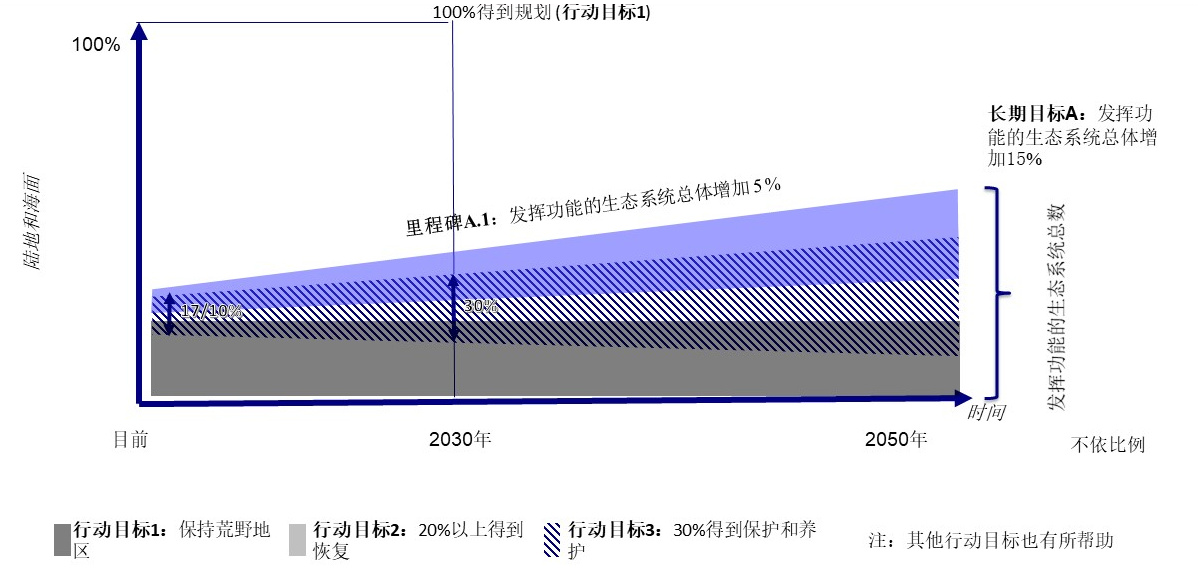 100%得到规划 (行动目标1)
100%
陆地和海面
长期目标A：发挥功
能的生态系统总体增
加15%
里程碑A.1：发挥功能的生态系统总体增加 5%
17/10%
30%
发挥功能的生态系统总数
时间
目前
2030年
2050年
不依比例
行动目标1：保持荒野地
区
行动目标2：20%以上得到
恢复
行动目标3：30%得到保护和养
护
注：其他行动目标也有所帮助